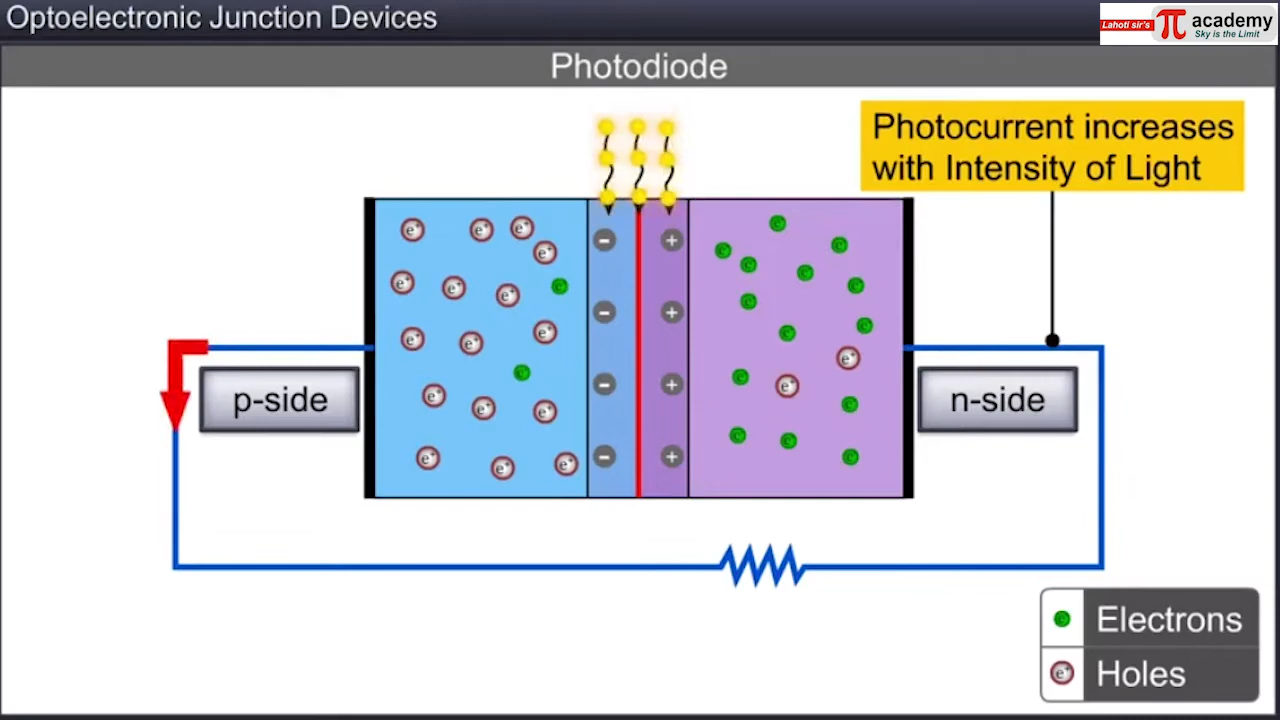 Optoelectronic Junction Devices
Lahoti sir's π academy
Sky is the Limit
Photodiode
Photocurrent increases
with Intensity of Light
e⁺ e⁺ e⁺
e⁺
e⁺ e⁺ e⁺ e
e⁺ e⁺ e⁺
e
e⁺ e⁺ e⁺
e⁺ e⁺ e⁺
− +
− +
− +
− +
e e
e e e e
e e e
e⁺
e e⁺ e
e e e
p-side
n-side
e Electrons
e⁺ Holes